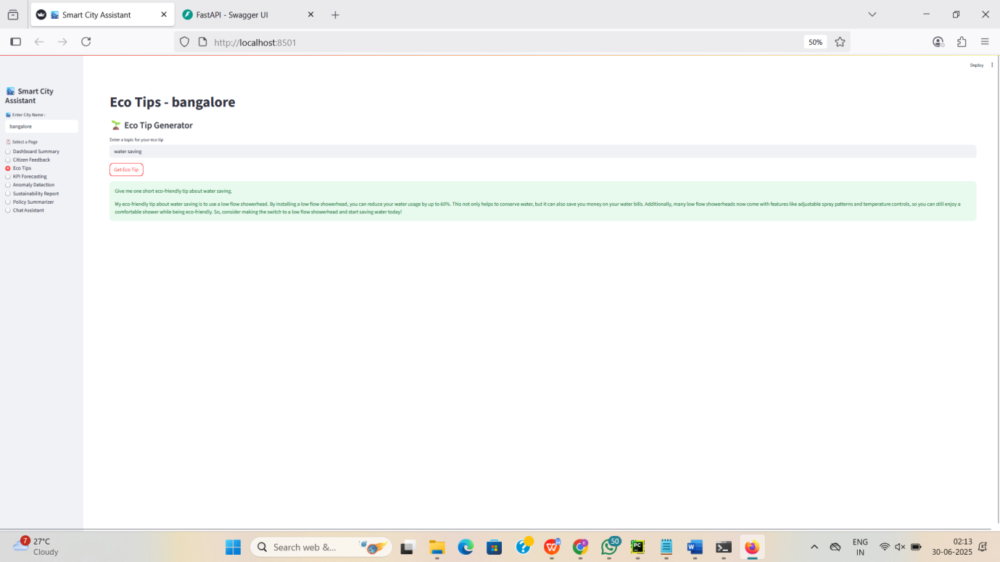 Smart City Assistant
FastAPI - Swagger UI
http://localhost:8501
50%
Deploy
Smart City Assistant
Enter City Name :
bangalore
Select a Page
Dashboard Summary
Citizen Feedback
Eco Tips
KPI Forecasting
Anomaly Detection
Sustainability Report
Policy Summarizer
Chat Assistant
Eco Tips - bangalore
Eco Tip Generator
Enter a topic for your eco tip
water saving
Get Eco Tip
Give me one short eco-friendly tip about water saving.
My eco-friendly tip about water saving is to use a low flow showerhead. By installing a low flow showerhead, you can reduce your water usage by up to 60%. This not only helps to conserve water, but it can also save you money on your water bills. Additionally, many low flow showerheads now come with features like adjustable spray patterns and temperature controls, so you can still enjoy a
comfortable shower while being eco-friendly. So, consider making the switch to a low flow showerhead and start saving water today!
7
27°C
Cloudy
Search web &...
50
PC
ENG
IN
02:13
30-06-2025